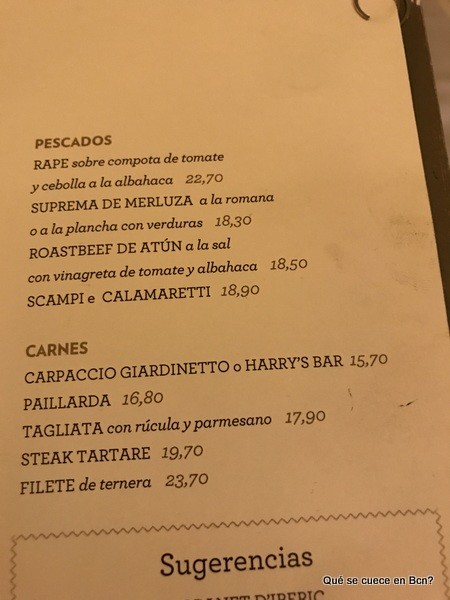 PESCADOS
RAPE sobre compota de tomate
y cebolla a la albahaca 22,70
SUPREMA DE MERLUZA a la romana
o a la plancha con verduras 18,30
ROASTBEEF DE ATÚN a la sal
con vinagreta de tomate y albahaca 18,50
SCAMPI e CALAMARETTI 18,90
CARNES
CARPACCIO GIARDINETTO o HARRY'S BAR 15,70
PAILLARDA 16,80
TAGLIATA con rúcula y parmesano 17,90
STEAK TARTARE 19,70
FILETE de ternera 23,70
Sugerencias
D'IBERIC
Qué se cuece en Bcn?